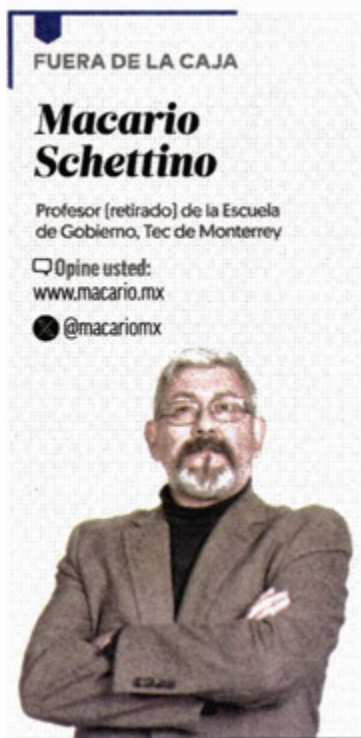 FUERA DE LA CAJA
Macario
Schettino
Profesor [retirado] de la Escuela
de Gobierno, Tec de Monterrey
Opine usted:
www.macario.mx
@macariomx